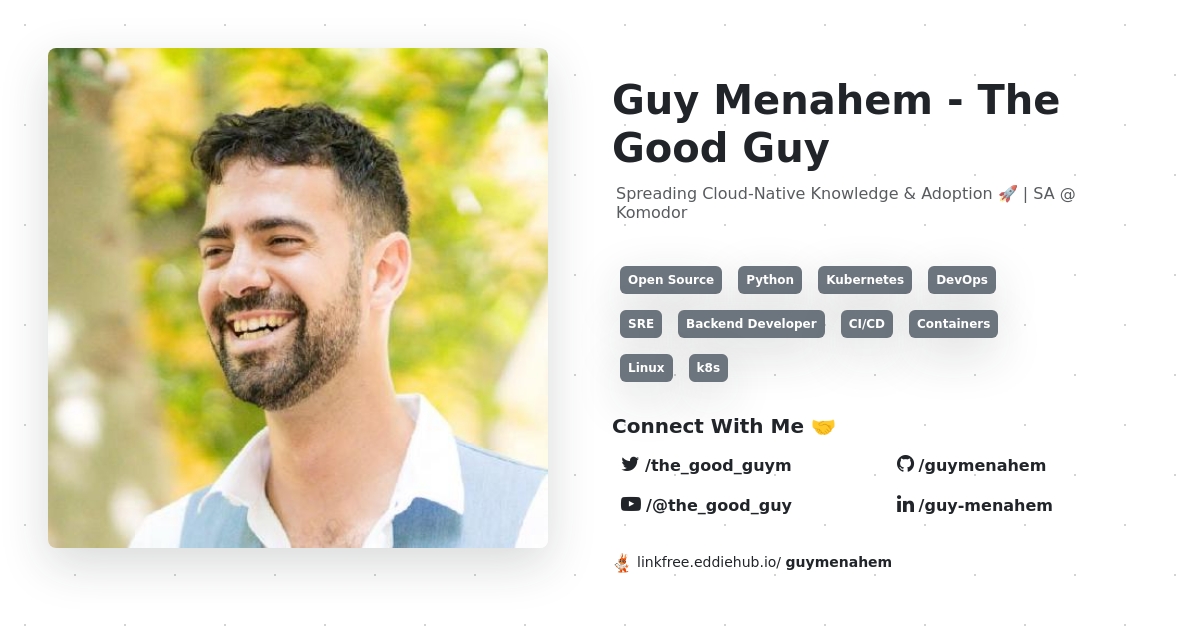 Guy Menahem - The
Good Guy
Spreading Cloud-Native Knowledge & Adoption 🚀 | SA @
Komodor
Open Source Python Kubernetes DevOps
SRE Backend Developer CI/CD Containers
Linux k8s
Connect With Me 🤝
/the_good_guym /guymenahem
/@the_good_guy /guy-menahem
linkfree.eddiehub.io/ guymenahem